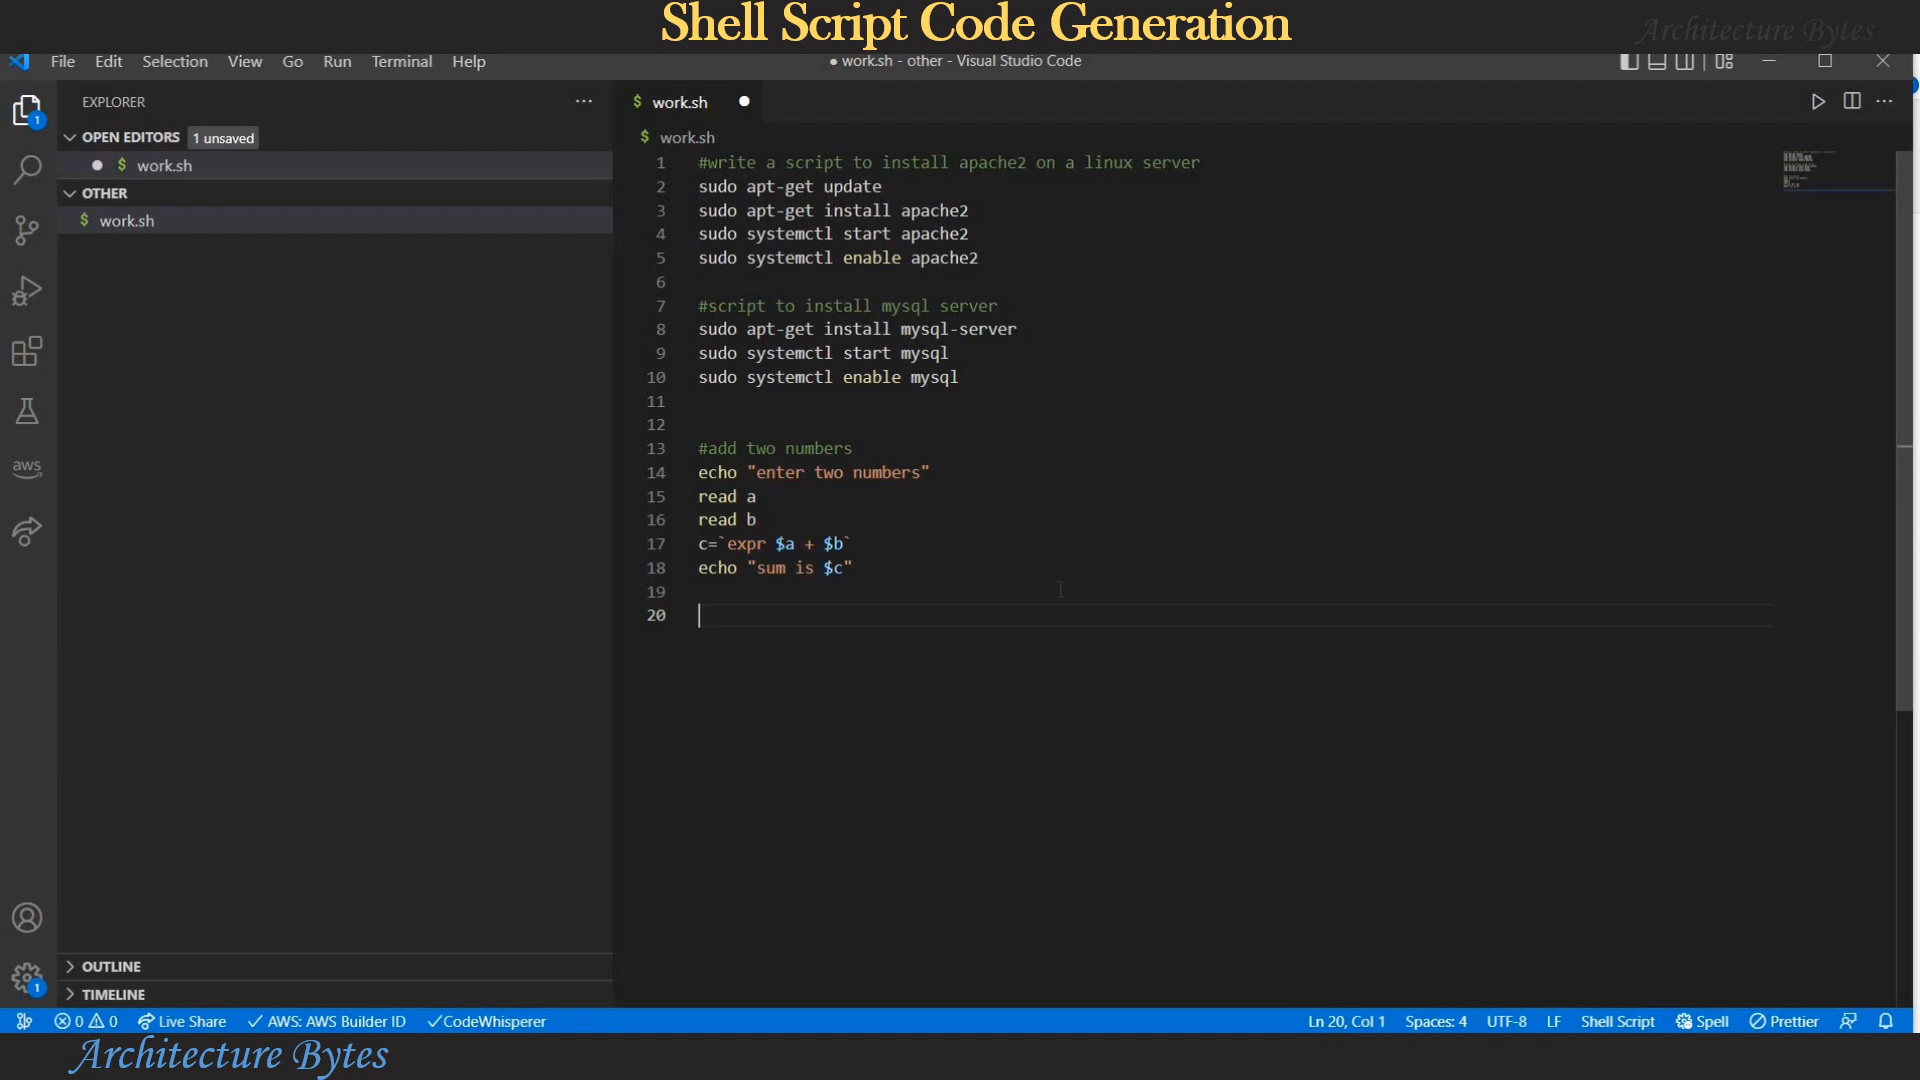 Shell Script Code Generation
Architecture Bytes
File Edit Selection View Go Run Terminal Help
● work.sh - other - Visual Studio Code
EXPLORER
1
OPEN EDITORS 1 unsaved
$ work.sh
OTHER
$ work.sh
$ work.sh
$ work.sh
1 #write a script to install apache2 on a linux server
2 sudo apt-get update
3 sudo apt-get install apache2
4 sudo systemctl start apache2
5 sudo systemctl enable apache2
6
7 #script to install mysql server
8 sudo apt-get install mysql-server
9 sudo systemctl start mysql
10 sudo systemctl enable mysql
11
12
13 #add two numbers
14 echo "enter two numbers"
15 read a
16 read b
17 c=`expr $a + $b`
18 echo "sum is $c"
19
20
aws
OUTLINE
1
TIMELINE
0 0 Live Share AWS: AWS Builder ID CodeWhisperer
Ln 20, Col 1 Spaces: 4 UTF-8 LF Shell Script Spell Prettier
Architecture Bytes